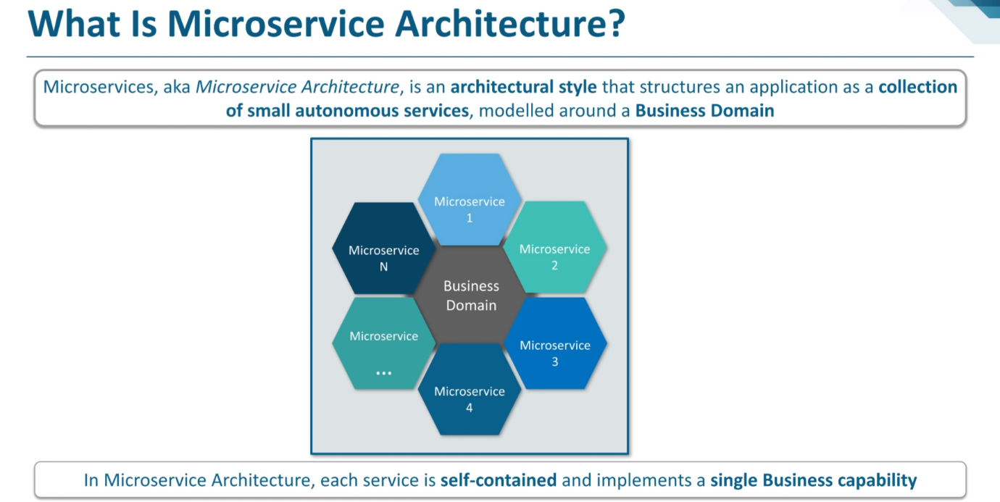 What Is Microservice Architecture?
Microservices, aka Microservice Architecture, is an architectural style that structures an application as a collection
of small autonomous services, modelled around a Business Domain
Microservice
1
Microservice
N
Microservice
2
Business
Domain
Microservice
...
Microservice
3
Microservice
4
In Microservice Architecture, each service is self-contained and implements a single Business capability